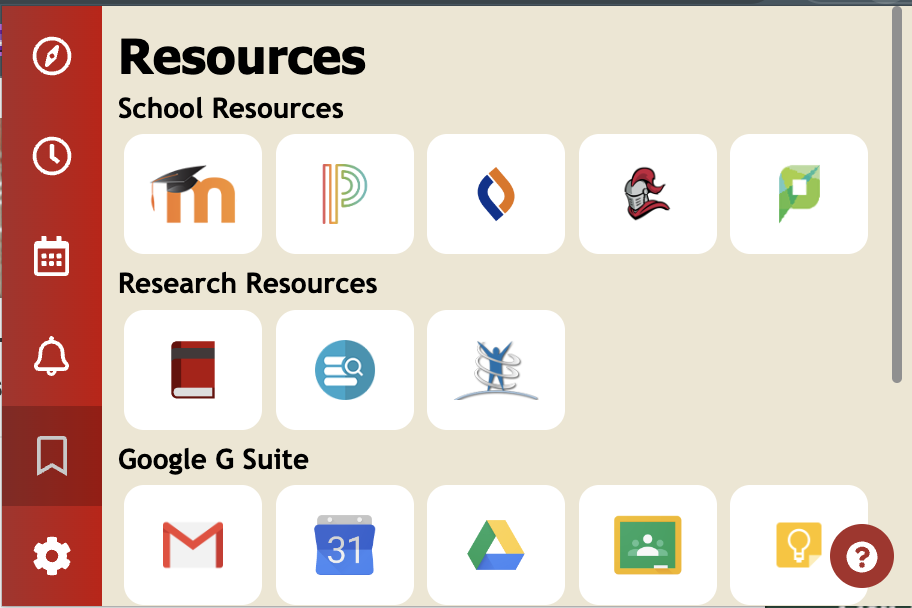 Resources
School Resources
m
P
Research Resources
Google G Suite
31
?